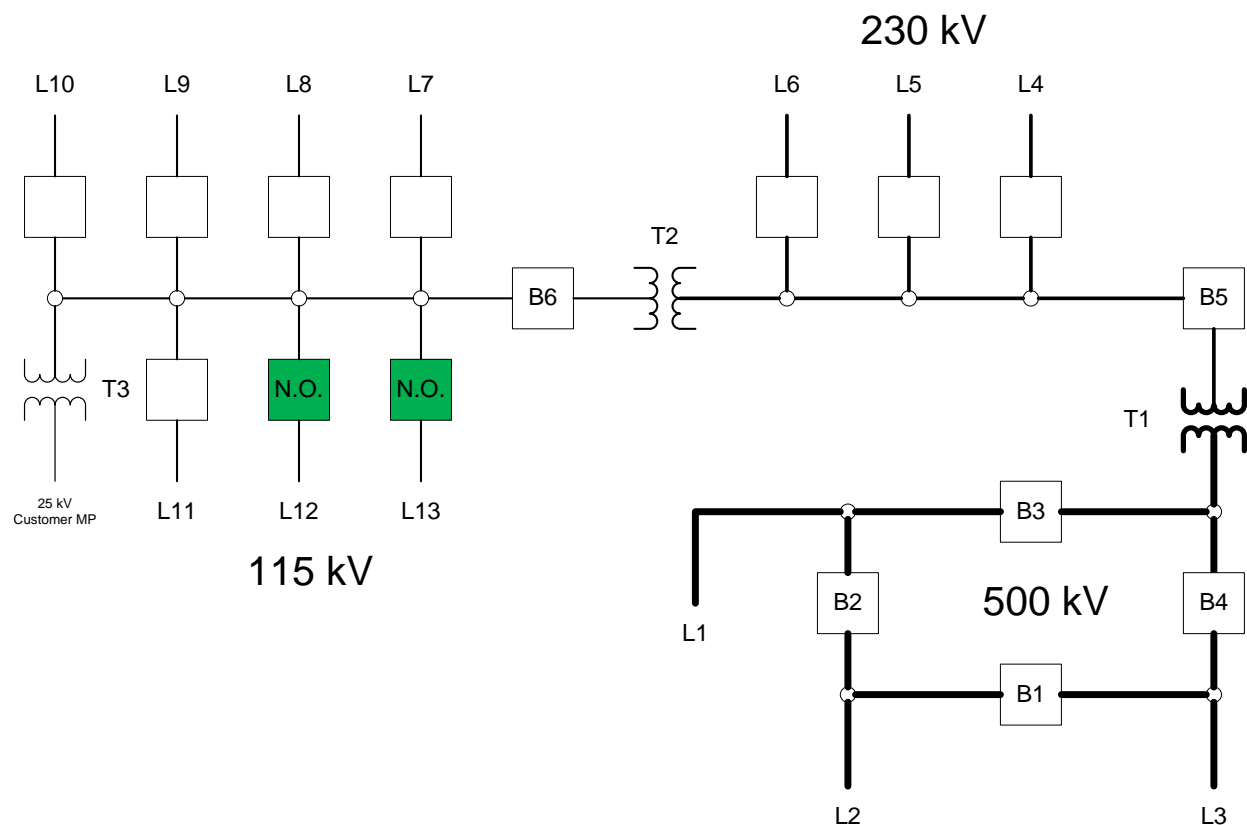 230 kV
L10
L9
L8
L7
L6
L5
L4
T2
B6
B5
T3
N.O.
N.O.
T1
25 kV
Customer MP
L11
L12
L13
B3
115 kV
B2
500 kV
B4
L1
B1
L2
L3